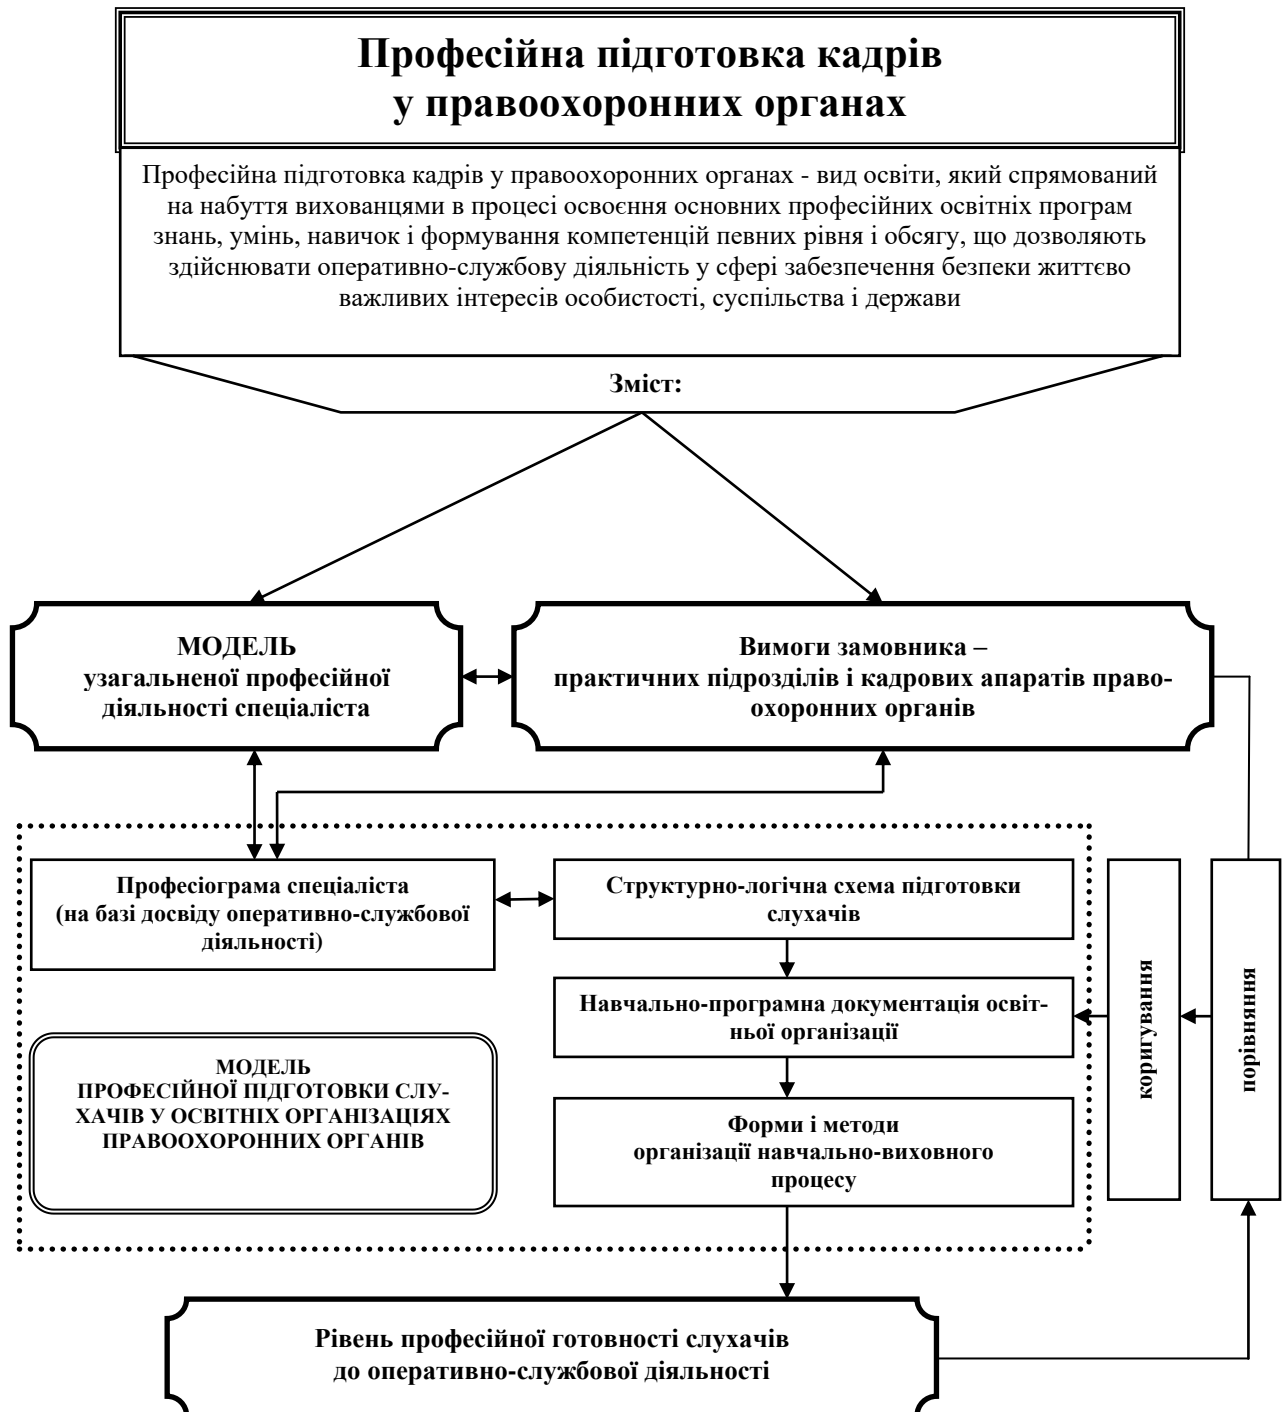 Професійна підготовка кадрів
у правоохоронних органах
Професійна підготовка кадрів у правоохоронних органах - вид освіти, який спрямований
на набуття вихованцями в процесі освоєння основних професійних освітніх програм
знань, умінь, навичок і формування компетенцій певних рівня і обсягу, що дозволяють
здійснювати оперативно-службову діяльність у сфері забезпечення безпеки життєво
важливих інтересів особистості, суспільства і держави
Зміст:
МОДЕЛЬ
узагальненої професійної
діяльності спеціаліста
Вимоги замовника –
практичних підрозділів і кадрових апаратів право-
охоронних органів
Професіограма спеціаліста
(на базі досвіду оперативно-службової
діяльності)
Структурно-логічна схема підготовки
слухачів
Навчально-програмна документація освіт-
ньої організації
МОДЕЛЬ
ПРОФЕСІЙНОЇ ПІДГОТОВКИ СЛУ-
ХАЧІВ У ОСВІТНІХ ОРГАНІЗАЦІЯХ
ПРАВООХОРОННИХ ОРГАНІВ
Форми і методи
організації навчально-виховного
процесу
коригування
порівняння
Рівень професійної готовності слухачів
до оперативно-службової діяльності